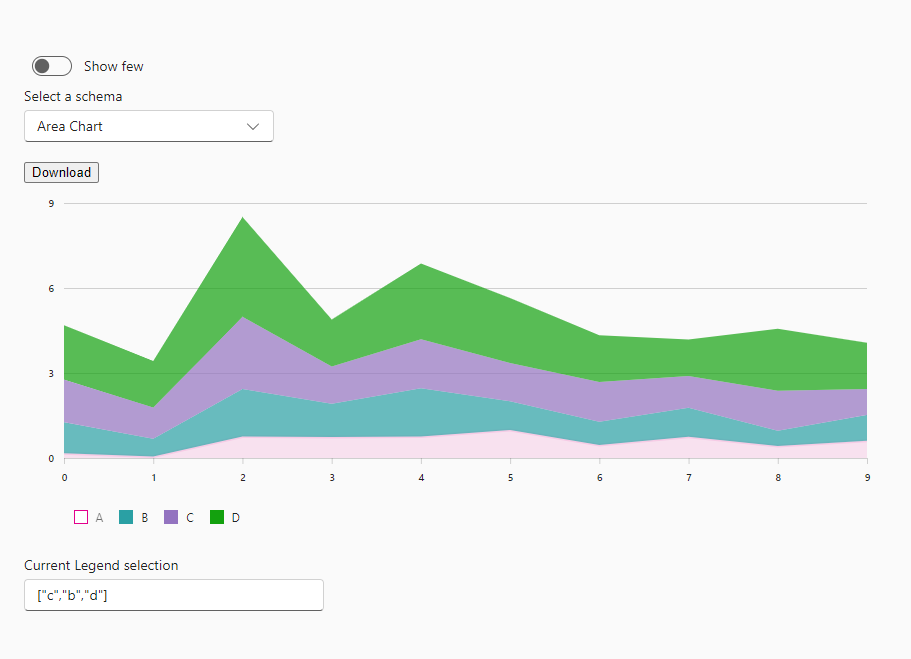 Show few
Select a schema
Area Chart
Download
9
6
3
0
0 1 2 3 4 5 6 7 8 9
A B C D
Current Legend selection
["c","b","d"]